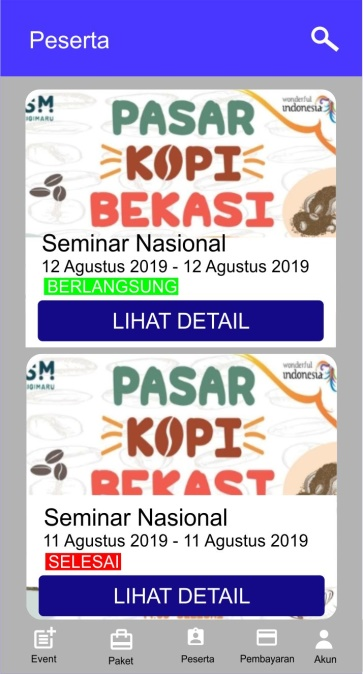 Peserta
SM
OGIMARU
wonderful
indonesia
PASAR
KOPI
BEKASI
Seminar Nasional
12 Agustus 2019 - 12 Agustus 2019
BERLANGSUNG
LIHAT DETAIL
SM
OGIMARU
wonderful
indonesia
PASAR
KOPI
BEKASI
Seminar Nasional
11 Agustus 2019 - 11 Agustus 2019
SELESAI
LIHAT DETAIL
Event
Paket
Peserta
Pembayaran
Akun